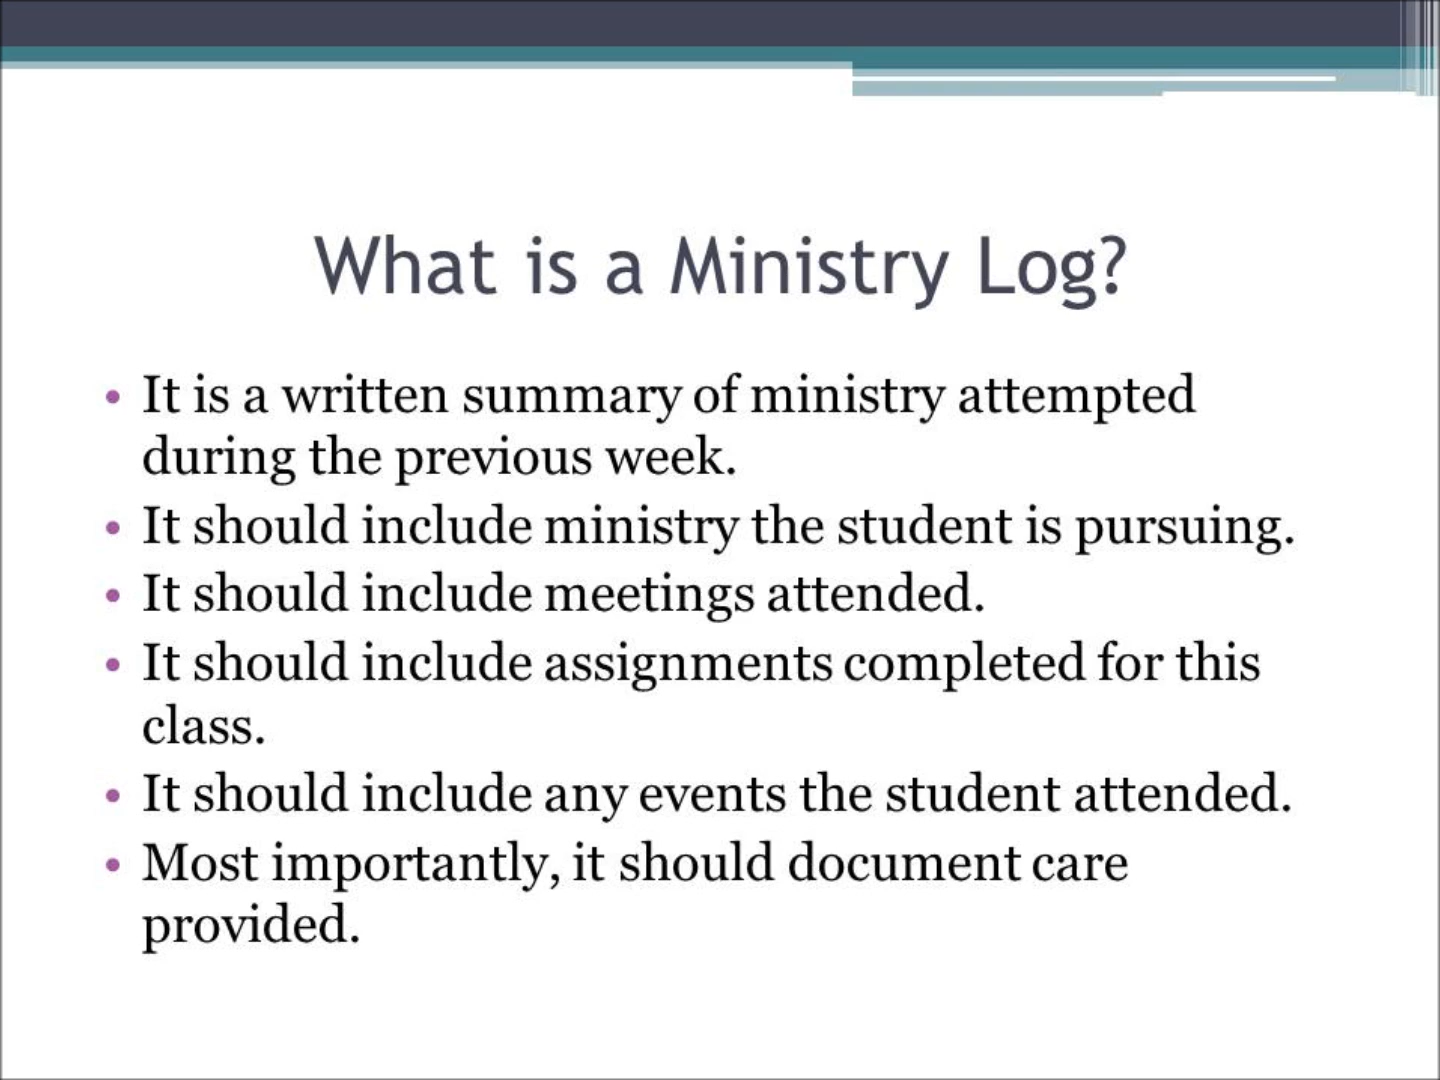 What is a Ministry Log?
• It is a written summary of ministry attempted
during the previous week.
• It should include ministry the student is pursuing.
• It should include meetings attended.
• It should include assignments completed for this
class.
• It should include any events the student attended.
• Most importantly, it should document care
provided.